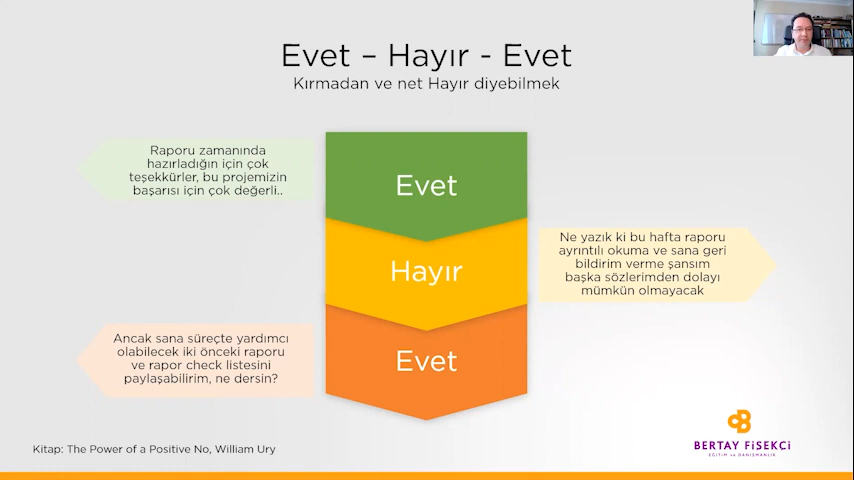 Evet – Hayır - Evet
Kırmadan ve net Hayır diyebilmek
Raporu zamanında
hazırladığın için çok
teşekkürler, bu projemizin
başarısı için çok değerli..
Evet
Ne yazık ki bu hafta raporu
ayrıntılı okuma ve sana geri
bildirim verme şansım
başka sözlerimden dolayı
mümkün olmayacak
Hayır
Ancak sana süreçte yardımcı
olabilecek iki önceki raporu
ve rapor check listesini
paylaşabilirim, ne dersin?
Evet
BERTAY FİSEKÇİ
EĞİTİM ve DANIŞMANLIK
Kitap: The Power of a Positive No, William Ury